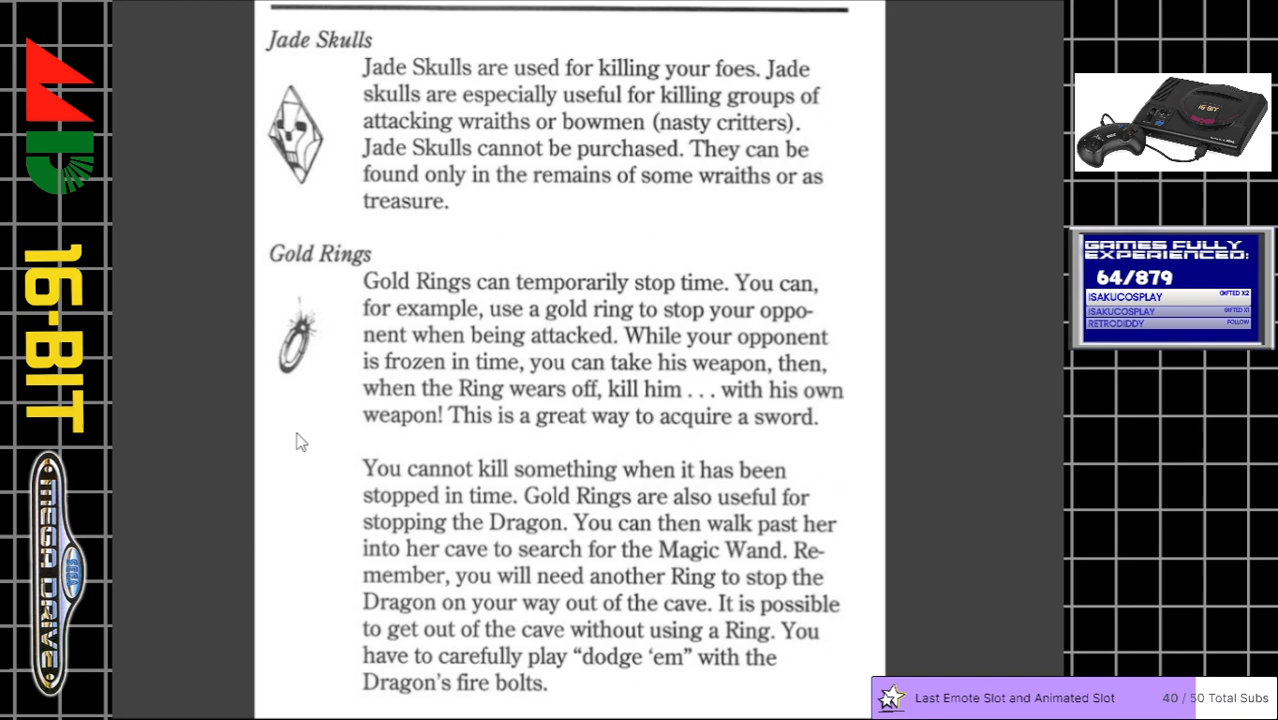 Jade Skulls
Jade Skulls are used for killing your foes. Jade
skulls are especially useful for killing groups of
attacking wraiths or bowmen (nasty critters).
Jade Skulls cannot be purchased. They can be
found only in the remains of some wraiths or as
treasure.
Gold Rings
Gold Rings can temporarily stop time. You can,
for example, use a gold ring to stop your oppo-
nent when being attacked. While your opponent
is frozen in time, you can take his weapon, then,
when the Ring wears off, kill him . . . with his own
weapon! This is a great way to acquire a sword.
You cannot kill something when it has been
stopped in time. Gold Rings are also useful for
stopping the Dragon. You can then walk past her
into her cave to search for the Magic Wand. Re-
member, you will need another Ring to stop the
Dragon on your way out of the cave. It is possible
to get out of the cave without using a Ring. You
have to carefully play “dodge ‘em” with the
Dragon's fire bolts.
MD
16-BIT
SEGA
MEGA DRIVE
16-BIT
GAMES FULLY
EXPERIENCED:
64/879
ISAKUCOSPLAY GIFTED X2
ISAKUCOSPLAY GIFTED X1
RETRODIDDY FOLLOW
Last Emote Slot and Animated Slot 40 / 50 Total Subs